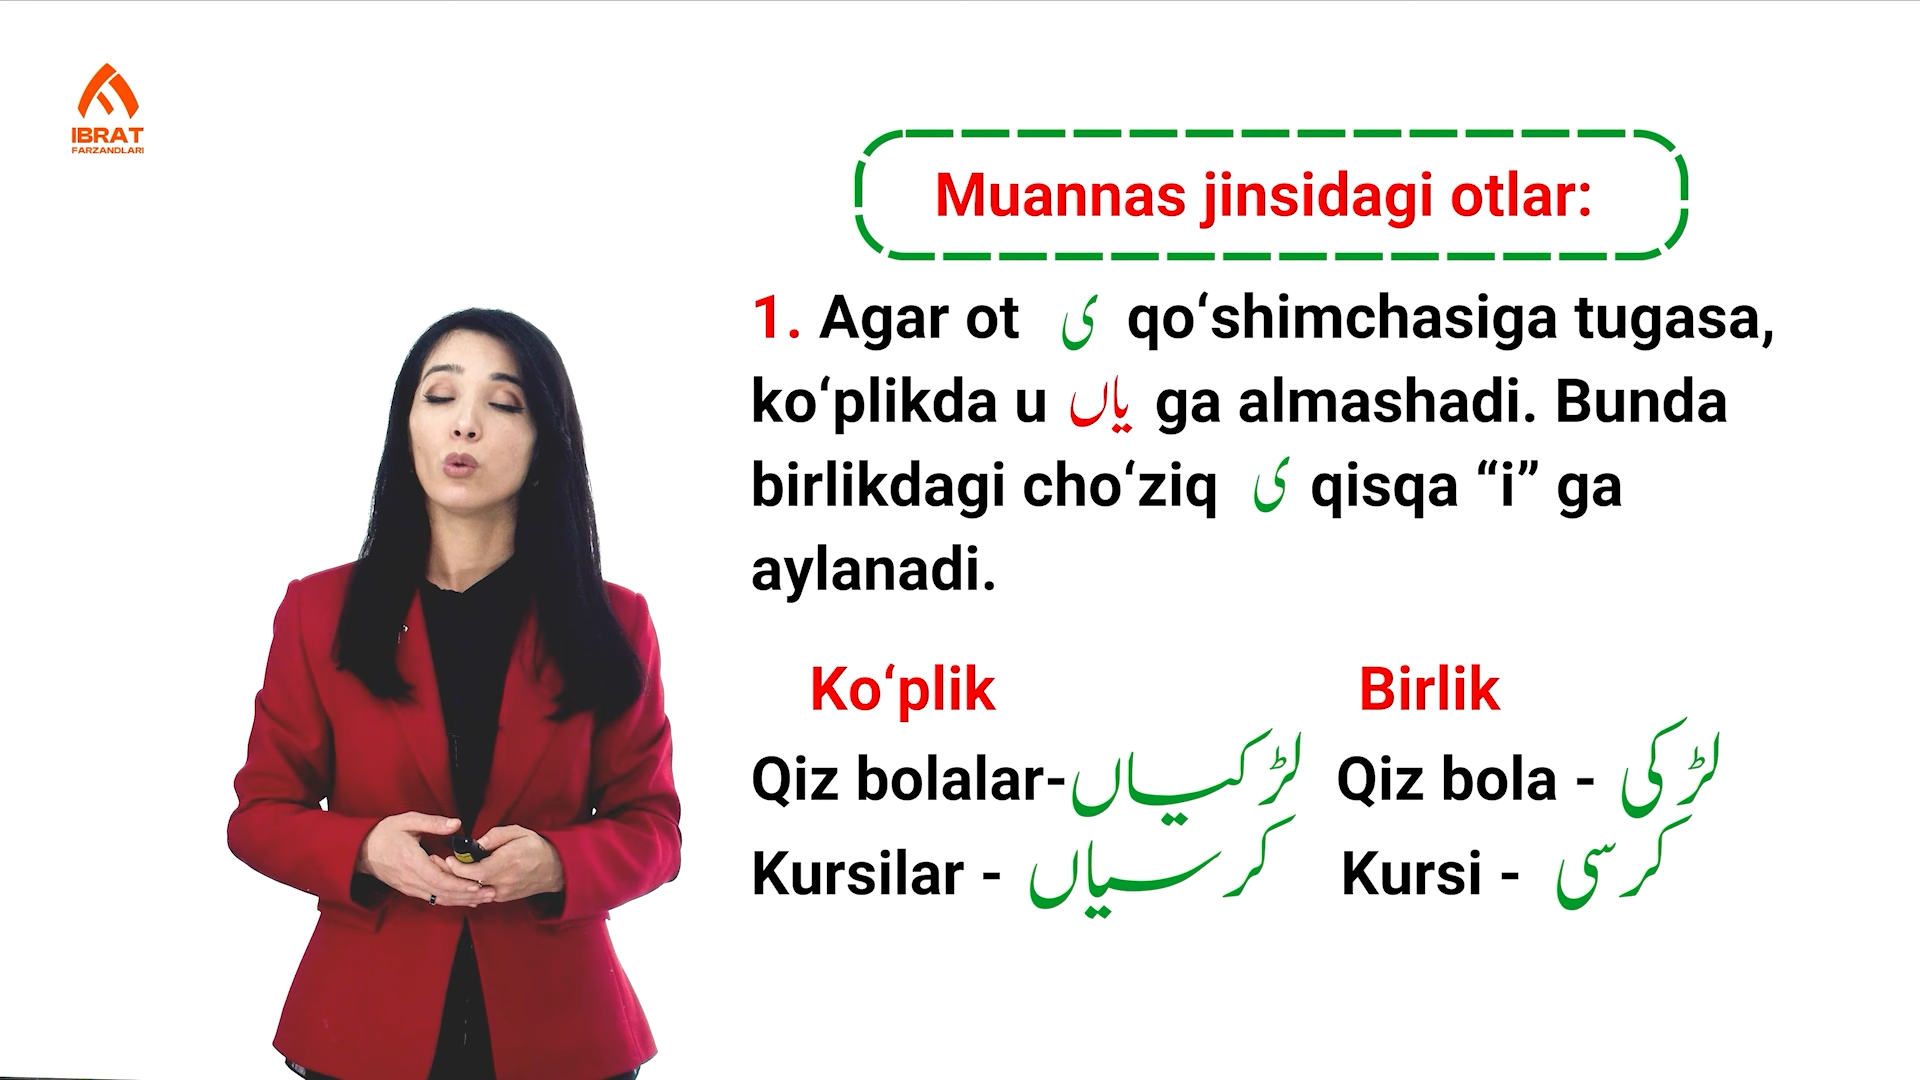 IBRAT
FARZANDLARI
Muannas jinsidagi otlar:
1. Agar ot ی qo‘shimchasiga tugasa,
ko‘plikda u یاں ga almashadi. Bunda
birlikdagi cho‘ziq ی qisqa “i” ga
aylanadi.
Ko‘plik Birlik
Qiz bolalar- لڑکیاں Qiz bola - لڑکی
Kursilar - کرسیاں Kursi - کرسی